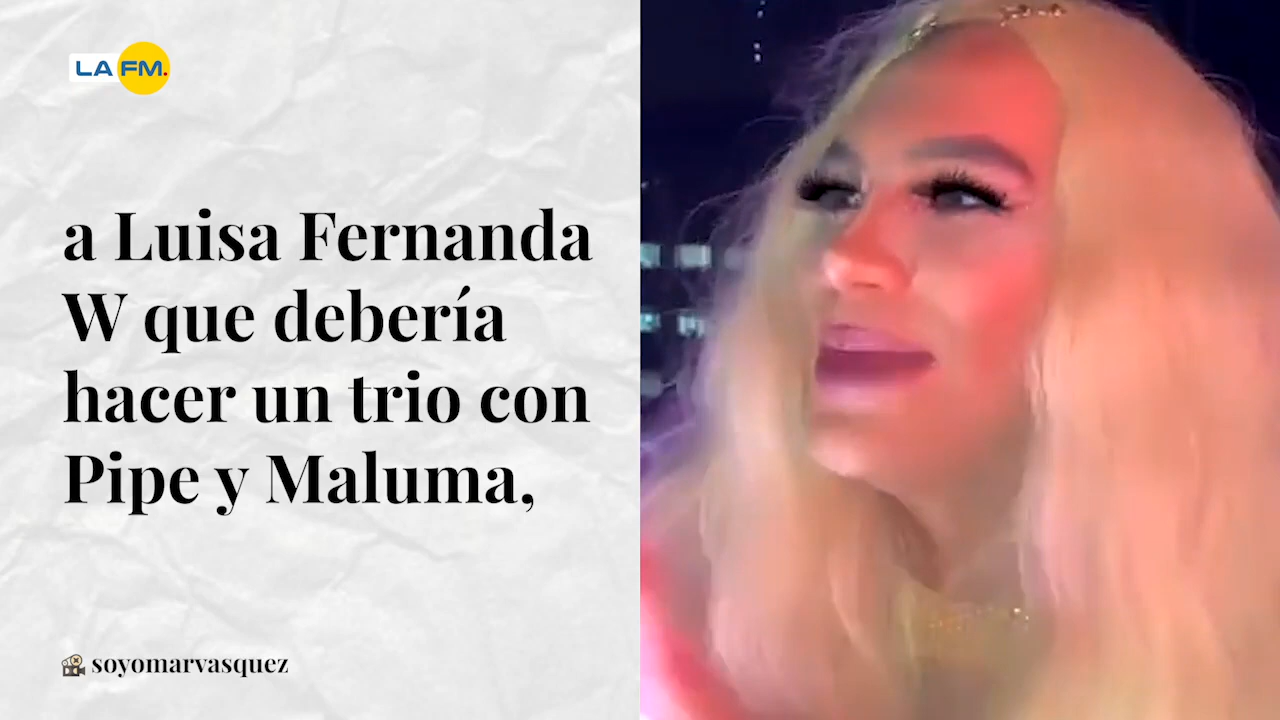 LA FM.
a Luisa Fernanda
W que debería
hacer un trio con
Pipe y Maluma,
soyomarvasquez